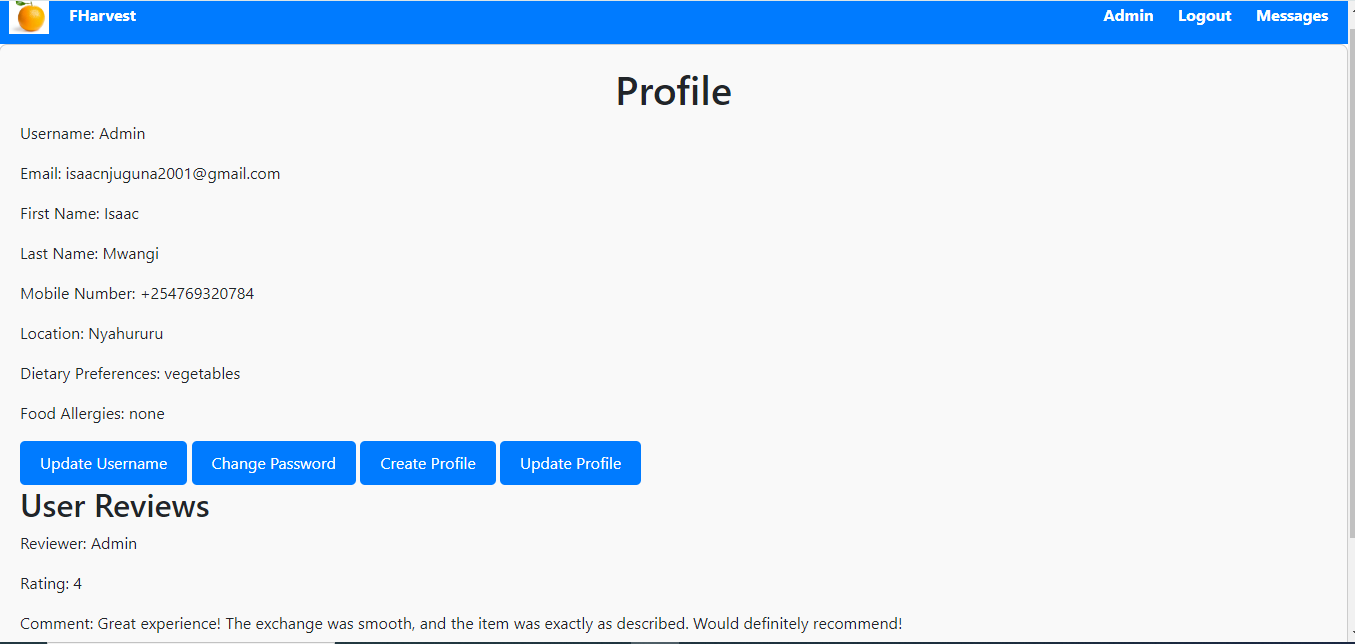 FHarvest Admin Logout Messages
Profile
Username: Admin
Email: isaacnjuguna2001@gmail.com
First Name: Isaac
Last Name: Mwangi
Mobile Number: +254769320784
Location: Nyahururu
Dietary Preferences: vegetables
Food Allergies: none
Update Username Change Password Create Profile Update Profile
User Reviews
Reviewer: Admin
Rating: 4
Comment: Great experience! The exchange was smooth, and the item was exactly as described. Would definitely recommend!